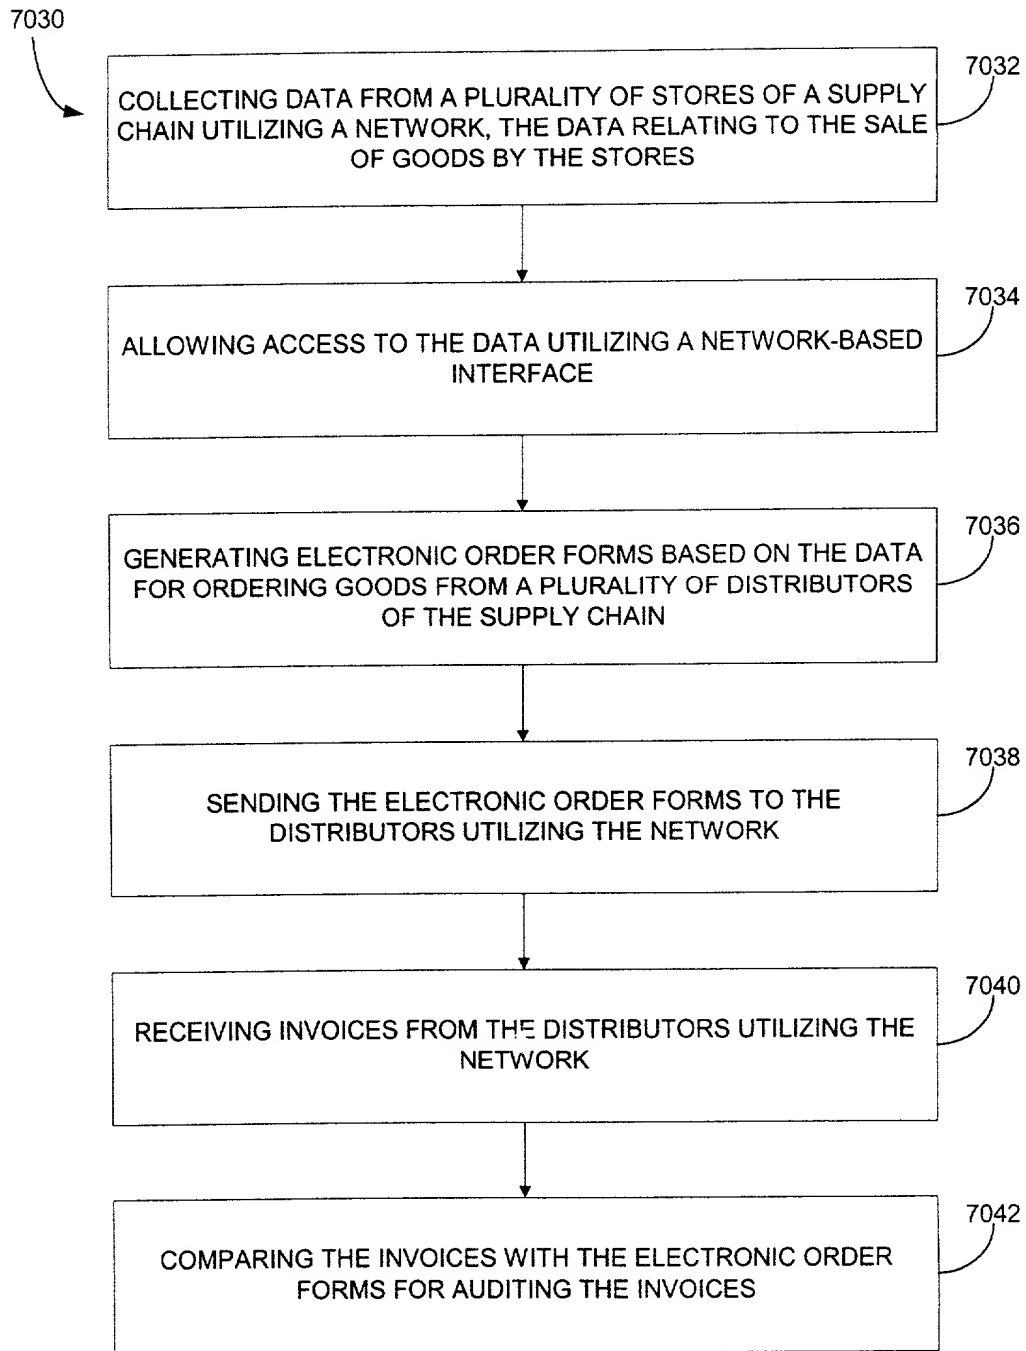 7030
7032
COLLECTING DATA FROM A PLURALITY OF STORES OF A SUPPLY
CHAIN UTILIZING A NETWORK, THE DATA RELATING TO THE SALE
OF GOODS BY THE STORES
7034
ALLOWING ACCESS TO THE DATA UTILIZING A NETWORK-BASED
INTERFACE
7036
GENERATING ELECTRONIC ORDER FORMS BASED ON THE DATA
FOR ORDERING GOODS FROM A PLURALITY OF DISTRIBUTORS
OF THE SUPPLY CHAIN
7038
SENDING THE ELECTRONIC ORDER FORMS TO THE
DISTRIBUTORS UTILIZING THE NETWORK
7040
RECEIVING INVOICES FROM THE DISTRIBUTORS UTILIZING THE
NETWORK
7042
COMPARING THE INVOICES WITH THE ELECTRONIC ORDER
FORMS FOR AUDITING THE INVOICES